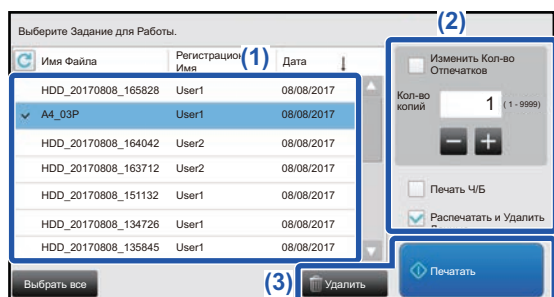 Выберите Задание для Работы.
(2)
Имя Файла Регистрацион (1) Дата
Имя
HDD_20170808_165828 User1 08/08/2017
A4_03P User1 08/08/2017
HDD_20170808_164042 User2 08/08/2017
HDD_20170808_163712 User2 08/08/2017
HDD_20170808_151132 User1 08/08/2017
HDD_20170808_134726 User1 08/08/2017
HDD_20170808_135845 User1 08/08/2017
Изменить Кол-во
Отпечатков
Кол-во
копий 1 (1 - 9999)
Печать Ч/Б
Распечатать и Удалить
Выбрать все
(3)
Удалить
Печатать